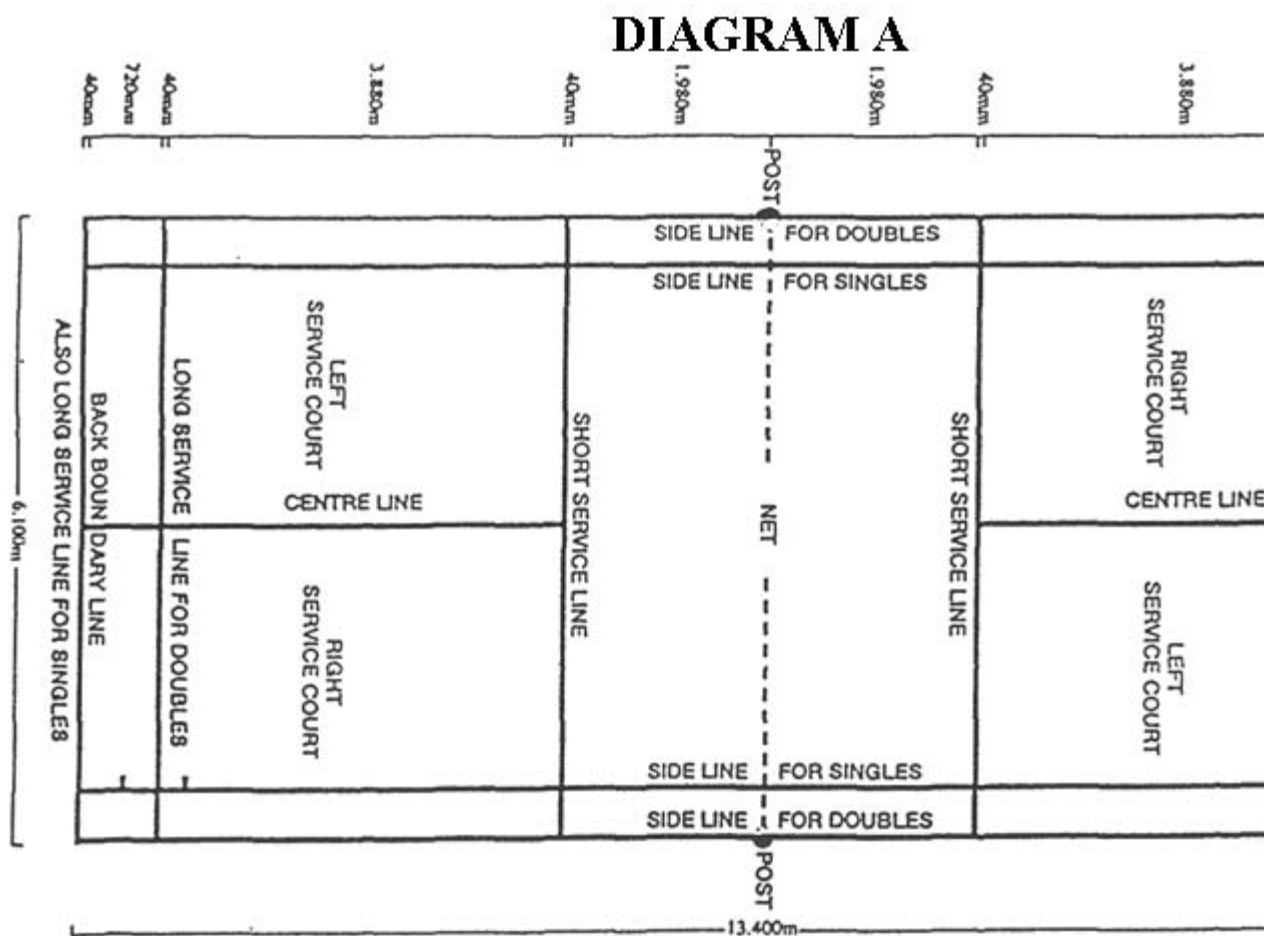 DIAGRAM A
40mm
720mm
40mm
3.880m
40mm
1.980m
1.980m
40mm
3.880m
POST
SIDE LINE FOR DOUBLES
SIDE LINE FOR SINGLES
LEFT
SERVICE COURT
RIGHT
SERVICE COURT
6.100m
ALSO LONG SERVICE LINE FOR SINGLES
BACK BOUN DARY LINE
LONG SERVICE LINE FOR DOUBLES
CENTRE LINE
SHORT SERVICE LINE
NET
SHORT SERVICE LINE
CENTRE LINE
RIGHT
SERVICE COURT
LEFT
SERVICE COURT
SIDE LINE FOR SINGLES
SIDE LINE FOR DOUBLES
POST
13.400m